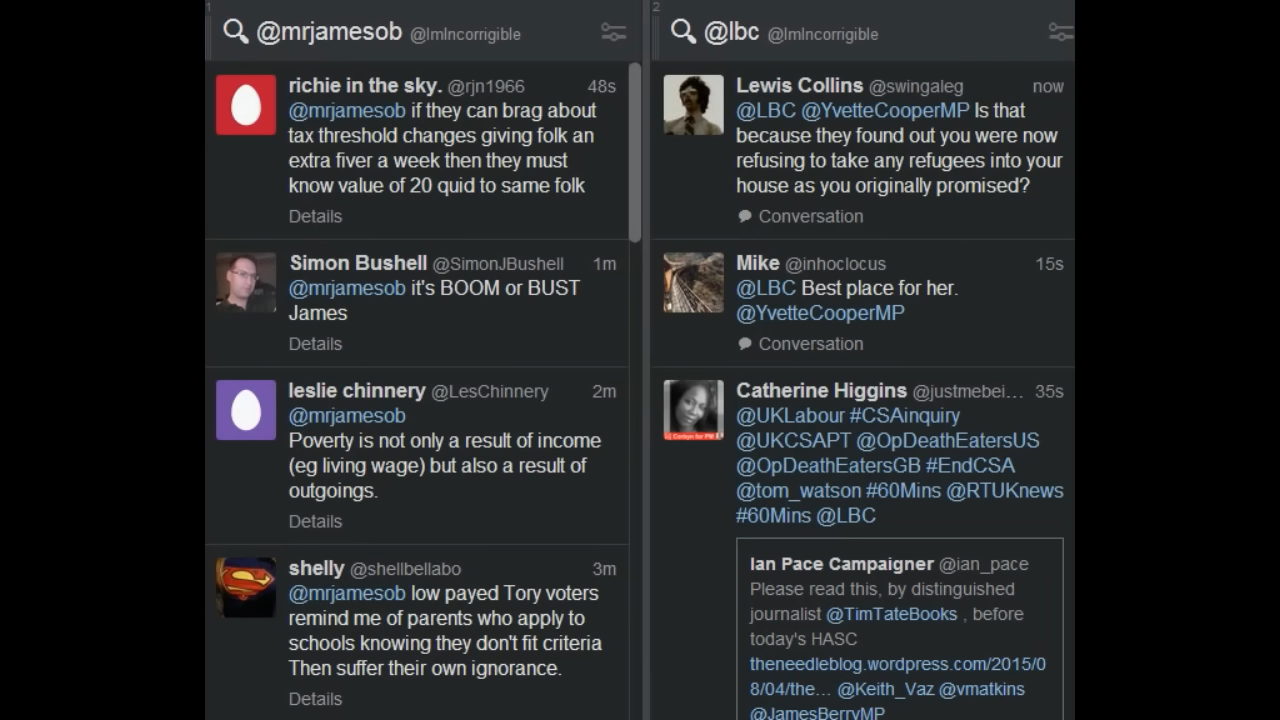 1
@mrjamesob @ImIncorrigible
richie in the sky. @rjn1966 48s
@mrjamesob if they can brag about
tax threshold changes giving folk an
extra fiver a week then they must
know value of 20 quid to same folk
Details
Simon Bushell @SimonJBushell 1m
@mrjamesob it's BOOM or BUST
James
Details
leslie chinnery @LesChinnery 2m
@mrjamesob
Poverty is not only a result of income
(eg living wage) but also a result of
outgoings.
Details
shelly @shellbellabo 3m
@mrjamesob low payed Tory voters
remind me of parents who apply to
schools knowing they don't fit criteria
Then suffer their own ignorance.
Details
2
@lbc @ImIncorrigible
Lewis Collins @swingaleg now
@LBC @YvetteCooperMP Is that
because they found out you were now
refusing to take any refugees into your
house as you originally promised?
Conversation
Mike @inhoclocus 15s
@LBC Best place for her.
@YvetteCooperMP
Conversation
Catherine Higgins @justmebei... 35s
@UKLabour #CSAinquiry
@UKCSAPT @OpDeathEatersUS
@OpDeathEatersGB #EndCSA
@tom_watson #60Mins @RTUKnews
#60Mins @LBC
Ian Pace Campaigner @ian_pace
Please read this, by distinguished
journalist @TimTateBooks , before
today's HASC
theneedleblog.wordpress.com/2015/0
8/04/the... @Keith_Vaz @vmatkins
@JamesBerryMP